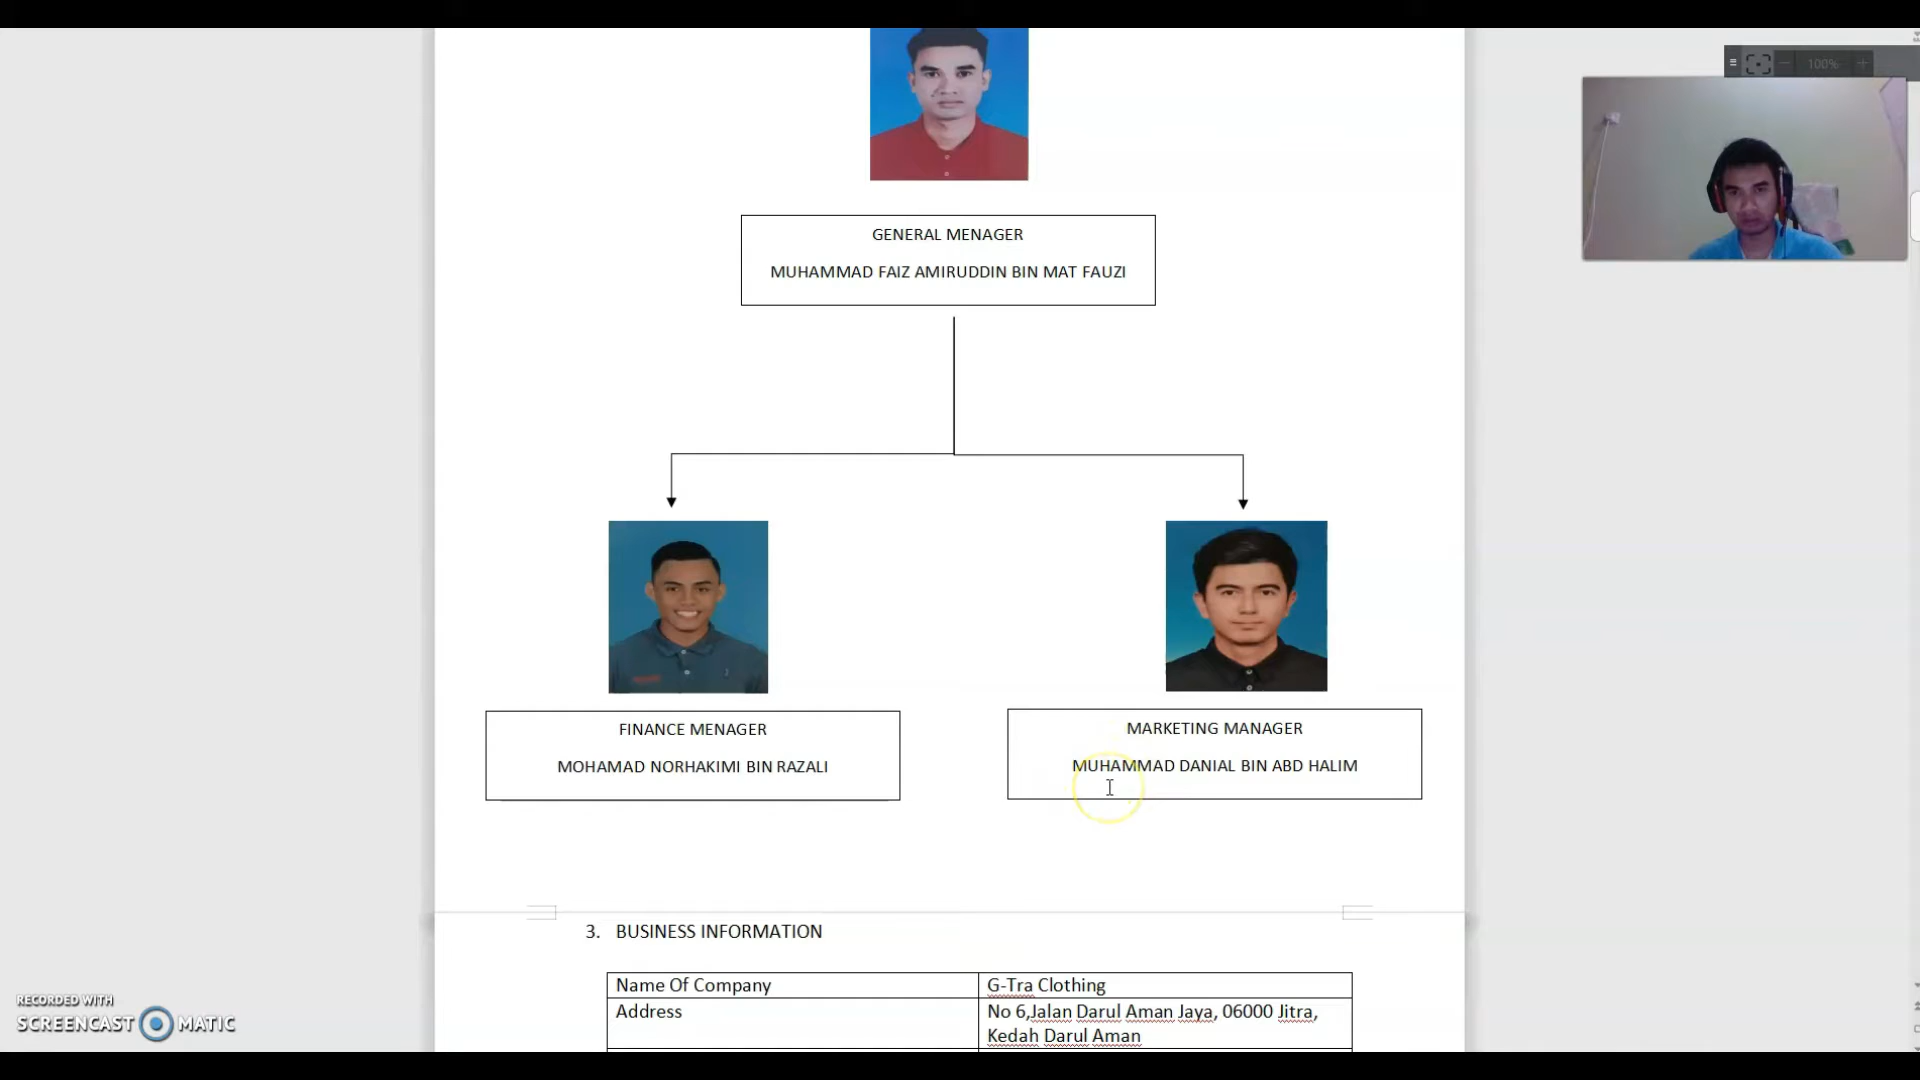 100%
GENERAL MENAGER
MUHAMMAD FAIZ AMIRUDDIN BIN MAT FAUZI
FINANCE MENAGER
MOHAMAD NORHAKIMI BIN RAZALI
MARKETING MANAGER
MUHAMMAD DANIAL BIN ABD HALIM
3. BUSINESS INFORMATION
Name Of Company
G-Tra Clothing
Address
No 6,Jalan Darul Aman Jaya, 06000 Jitra,
Kedah Darul Aman
RECORDED WITH
SCREENCAST MATIC